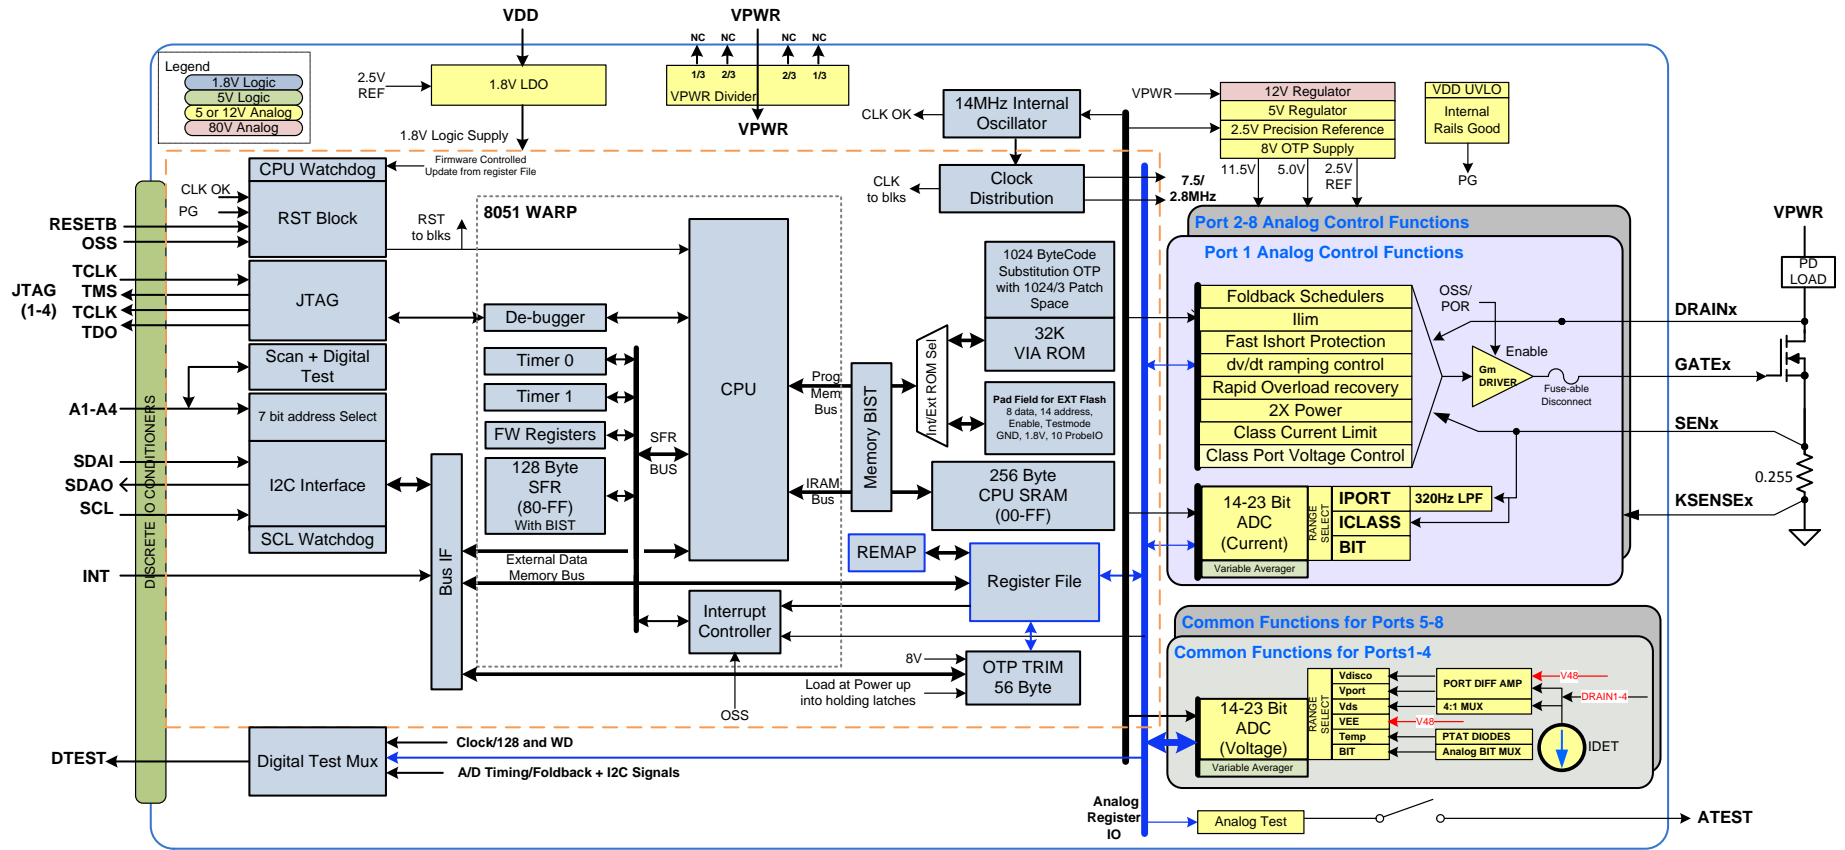 VDD
VPWR
NC
NC
NC
NC
1/3
2/3
2/3
1/3
VPWR Divider
VPWR
Legend
1.8V Logic
5V Logic
5 or 12V Analog
80V Analog
2.5V
REF
1.8V LDO
1.8V Logic Supply
CLK OK
14MHz Internal
Oscillator
VPWR
12V Regulator
5V Regulator
2.5V Precision Reference
8V OTP Supply
11.5V
5.0V
2.5V
REF
VDD UVLO
Internal
Rails Good
PG
CPU Watchdog
Firmware Controlled
Update from register File
CLK OK
PG
RST Block
RESETB
OSS
RST
to blks
8051 WARP
CLK
to blks
Clock
Distribution
7.5/
2.8MHz
DISCRETE IO CONDITIONERS
JTAG
(1-4)
TCLK
TMS
TCLK
TDO
JTAG
De-bugger
Timer 0
Timer 1
FW Registers
128 Byte
SFR
(80-FF)
With BIST
SFR
BUS
CPU
Prog
Mem
Bus
IRAM
Bus
Memory BIST
Int/Ext ROM Sel
1024 ByteCode
Substitution OTP
with 1024/3 Patch
Space
32K
VIA ROM
Pad Field for EXT Flash
8 data, 14 address,
Enable, Testmode
GND, 1.8V, 10 ProbeIO
256 Byte
CPU SRAM
(00-FF)
Scan + Digital
Test
A1-A4
7 bit address Select
SDAI
SDAO
SCL
I2C Interface
SCL Watchdog
INT
Bus IF
External Data
Memory Bus
REMAP
Register File
Interrupt
Controller
8V
Load at Power up
into holding latches
OTP TRIM
56 Byte
OSS
DTEST
Digital Test Mux
Clock/128 and WD
A/D Timing/Foldback + I2C Signals
Analog
Register
IO
Port 2-8 Analog Control Functions
Port 1 Analog Control Functions
Foldback Schedulers
Ilim
Fast Ishort Protection
dv/dt ramping control
Rapid Overload recovery
2X Power
Class Current Limit
Class Port Voltage Control
OSS/
POR
Enable
Gm
DRIVER
Fuse-able
Disconnect
14-23 Bit
ADC
(Current)
Variable Averager
RANGE
SELECT
IPORT
320Hz LPF
ICLASS
BIT
VPWR
PD
LOAD
DRAINx
GATEx
SENx
0.255
KSENSEx
Common Functions for Ports 5-8
Common Functions for Ports1-4
14-23 Bit
ADC
(Voltage)
Variable Averager
RANGE
SELECT
Vdisco
Vport
Vds
VEE
Temp
BIT
PORT DIFF AMP
4:1 MUX
V48
V48
DRAIN1-4
PTAT DIODES
Analog BIT MUX
IDET
Analog Test
ATEST